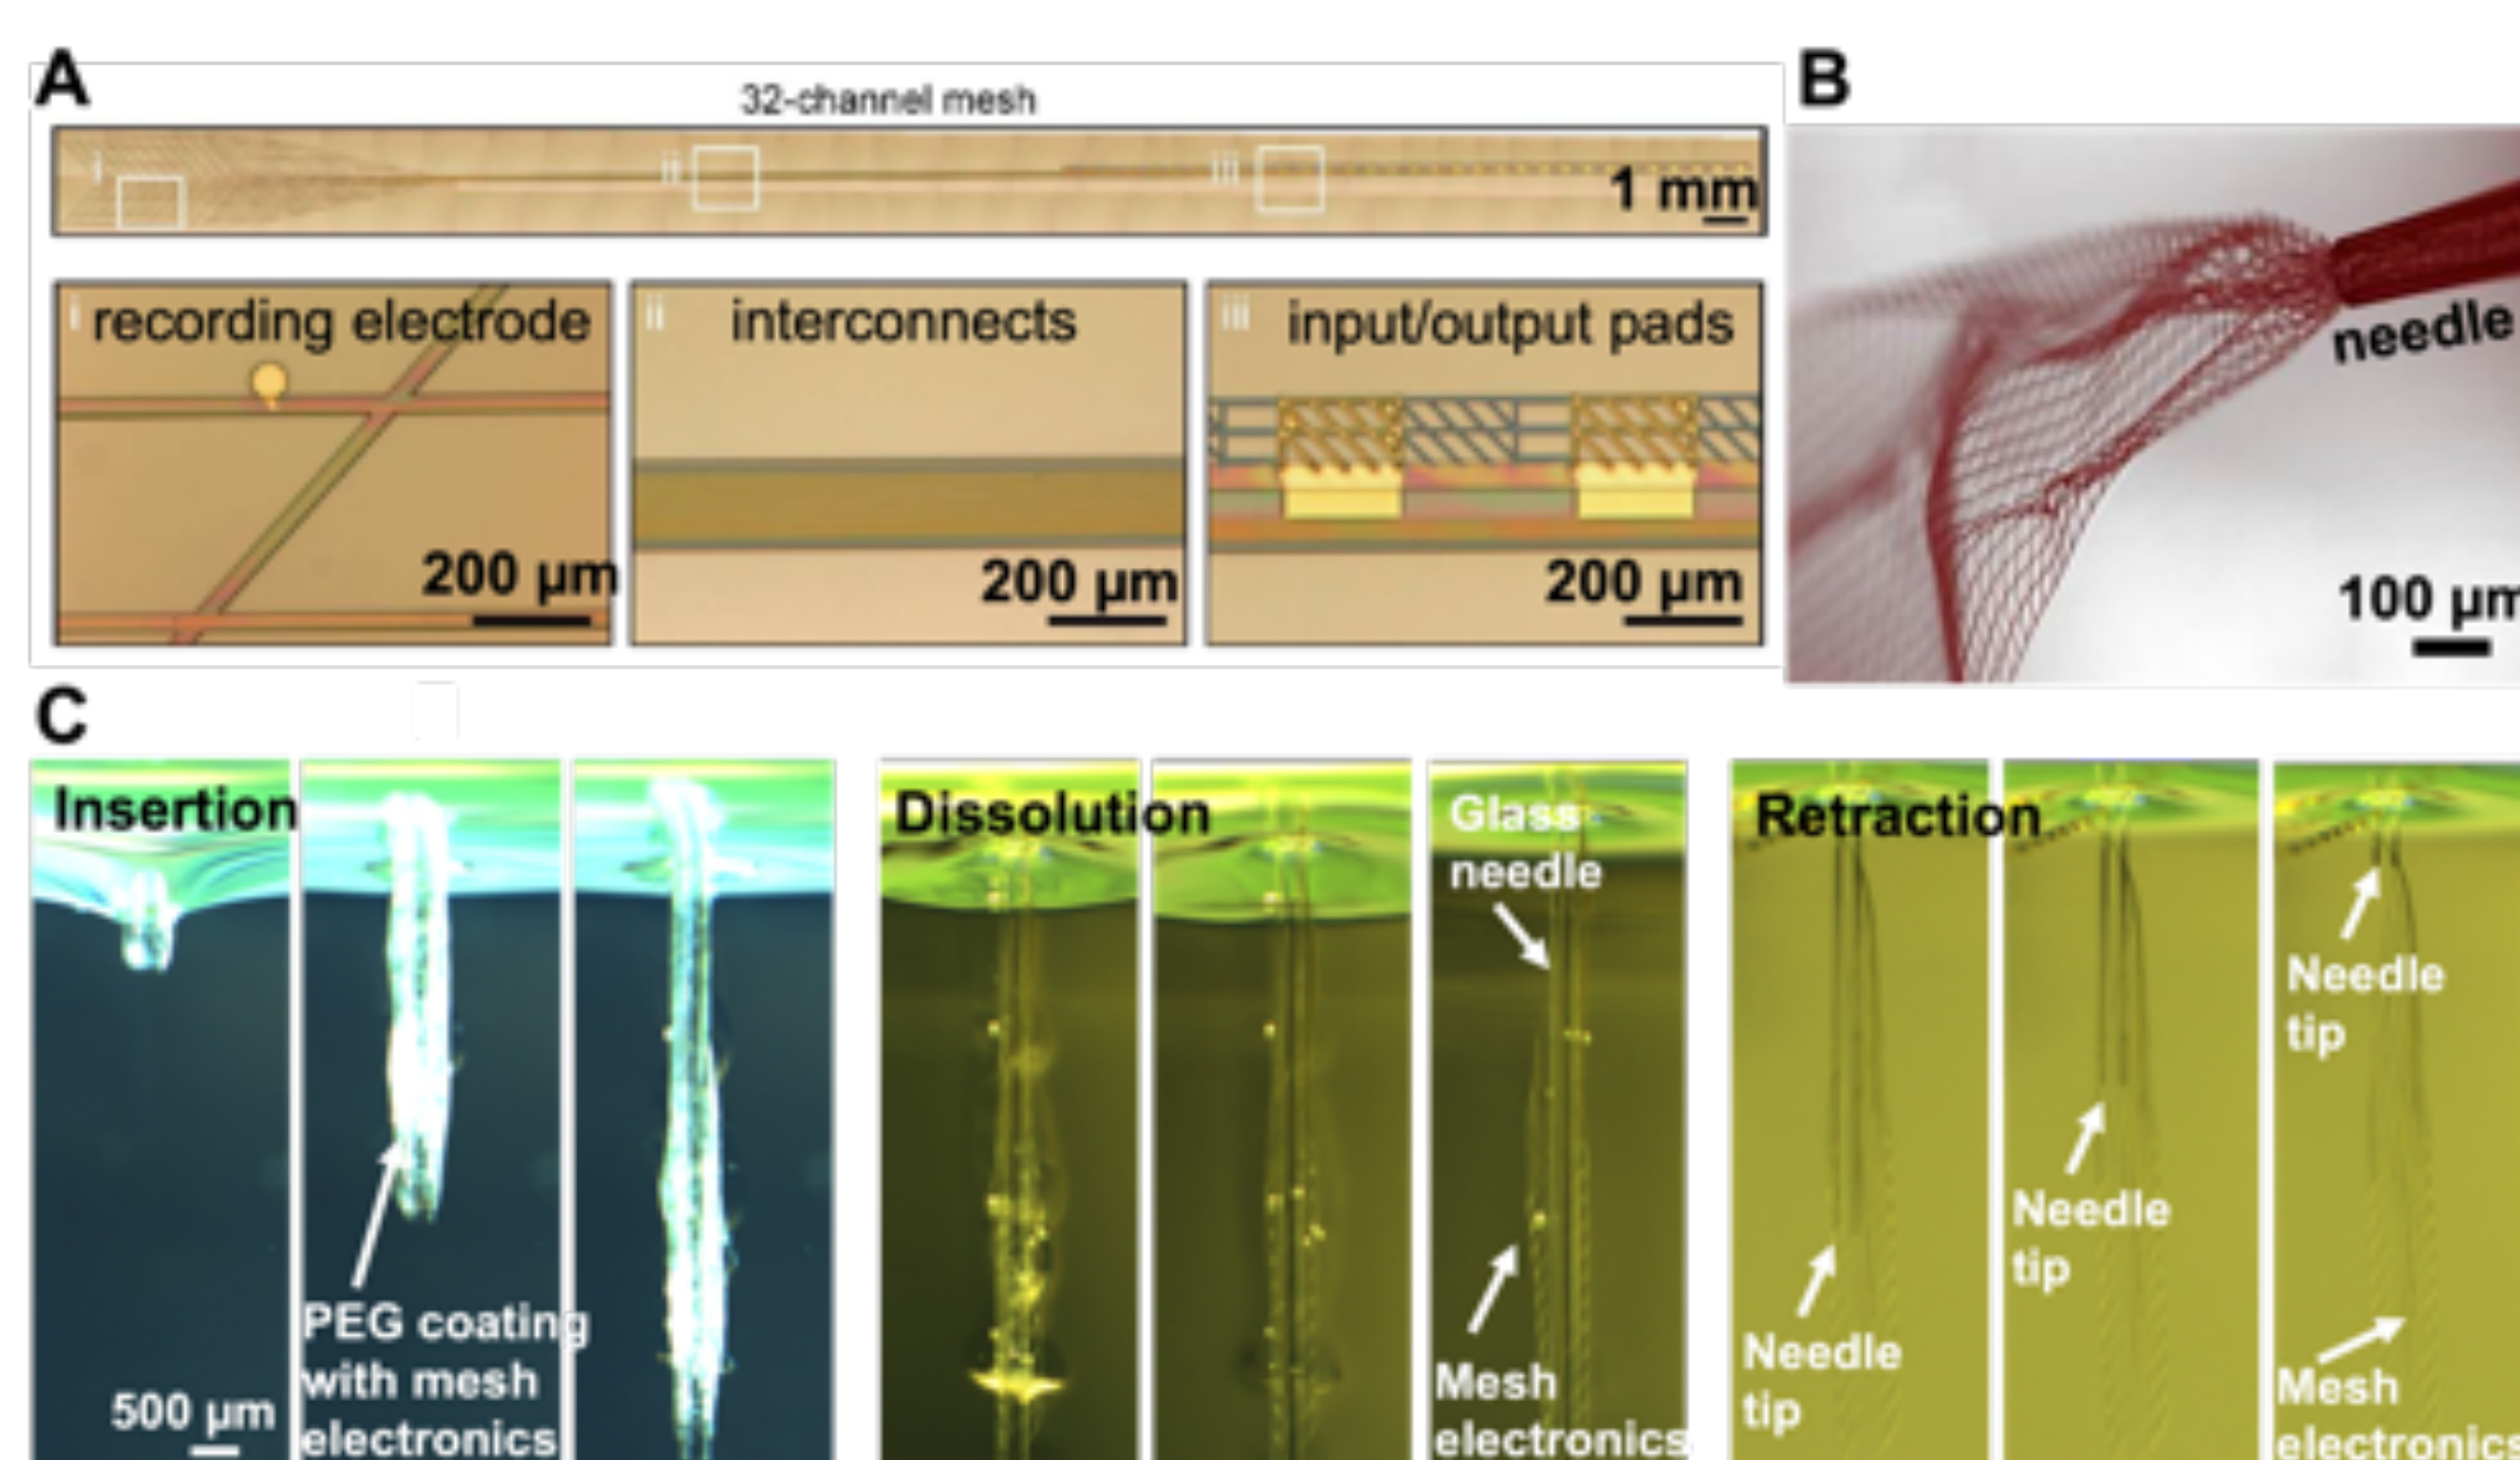 A
32-channel mesh
i
ii
iii
1 mm
i
recording electrode
200 µm
ii
interconnects
200 µm
iii
input/output pads
200 µm
B
needle
100 µm
C
Insertion
PEG coating
with mesh
electronics
500 µm
Dissolution
Glass
needle
Mesh
electronics
Retraction
Needle
tip
Needle
tip
Needle
tip
Mesh
electronics